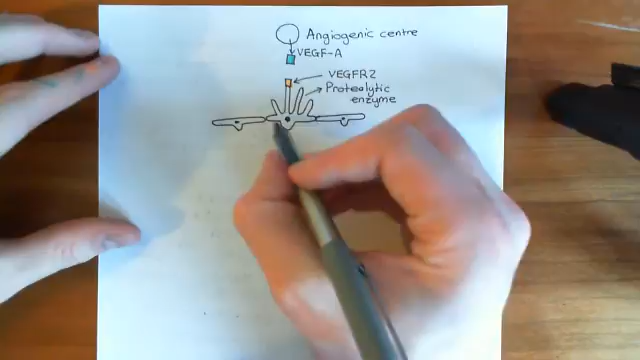 Angiogenic centre
VEGF-A
VEGFR2
Proteolytic
enzyme